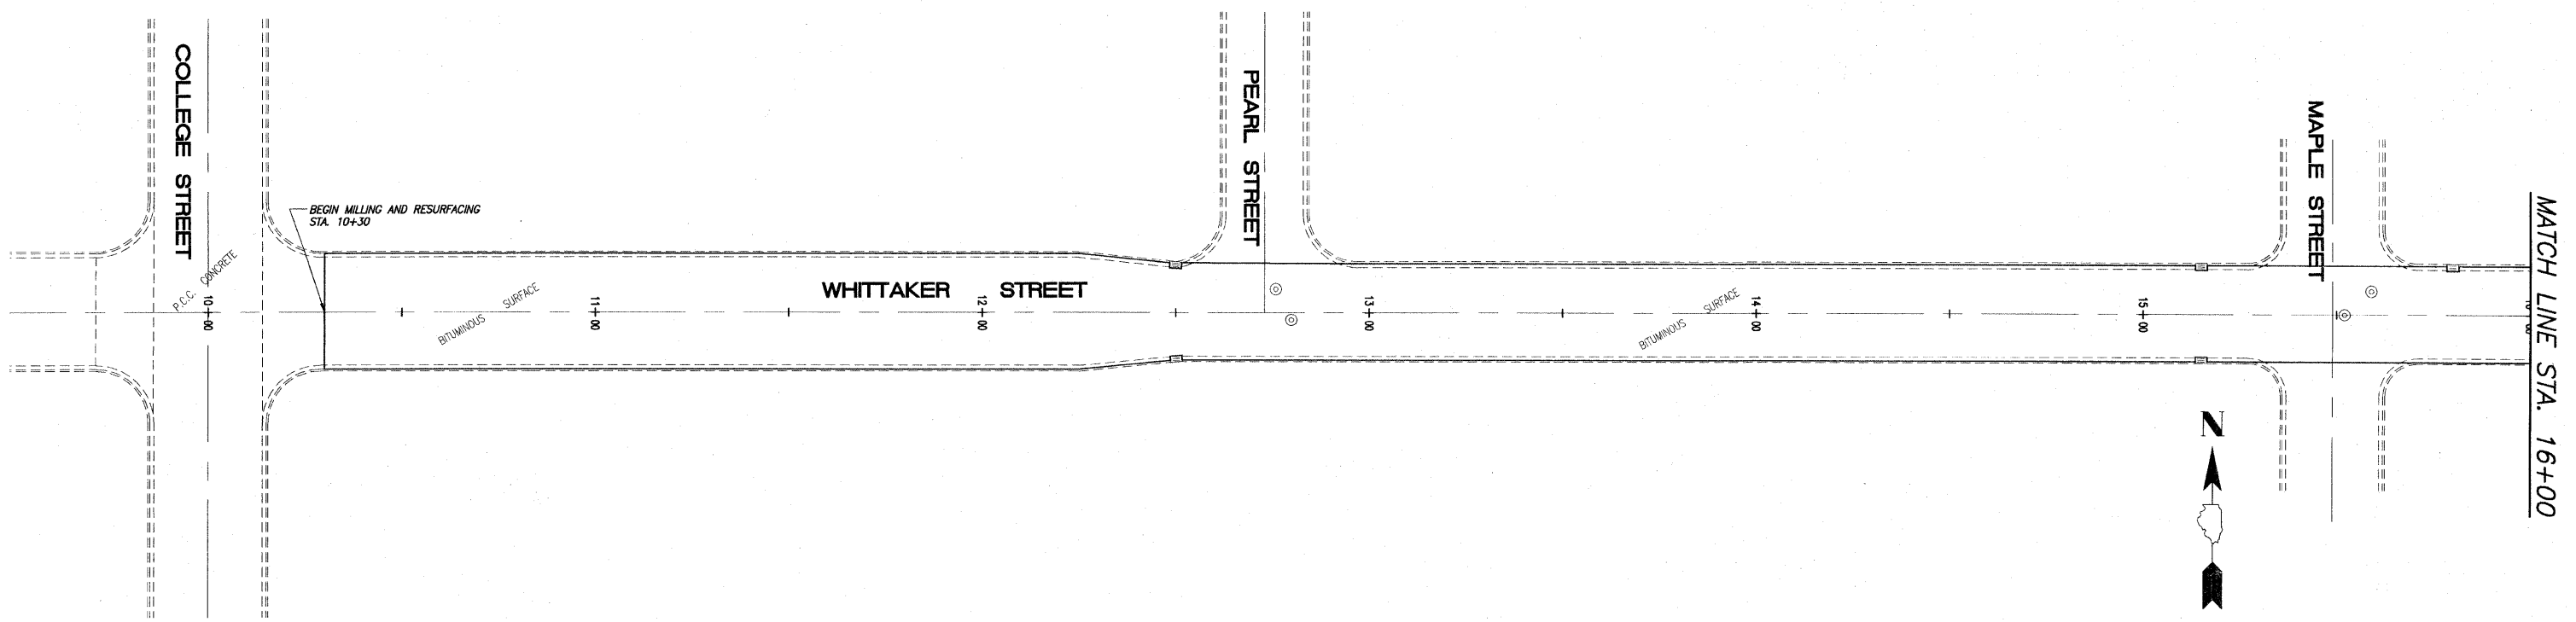 COLLEGE STREET
P.C.C. CONCRETE
10+00
BEGIN MILLING AND RESURFACING
STA. 10+30
BITUMINOUS SURFACE
11+00
WHITTAKER STREET
12+00
PEARL STREET
13+00
BITUMINOUS SURFACE
14+00
15+00
MAPLE STREET
N
MATCH LINE STA. 16+00